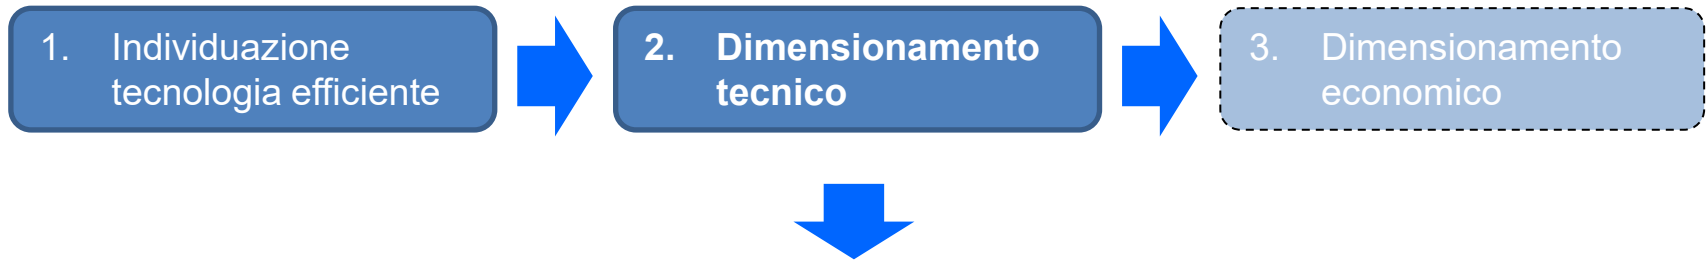 1. Individuazione
tecnologia efficiente
2. Dimensionamento
tecnico
3. Dimensionamento
economico